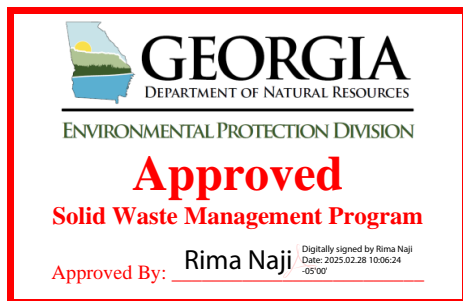 GEORGIA
DEPARTMENT OF NATURAL RESOURCES
ENVIRONMENTAL PROTECTION DIVISION
Approved
Solid Waste Management Program
Approved By: Rima Naji
Digitally signed by Rima Naji
Date: 2025.02.28 10:06:24
-05'00'